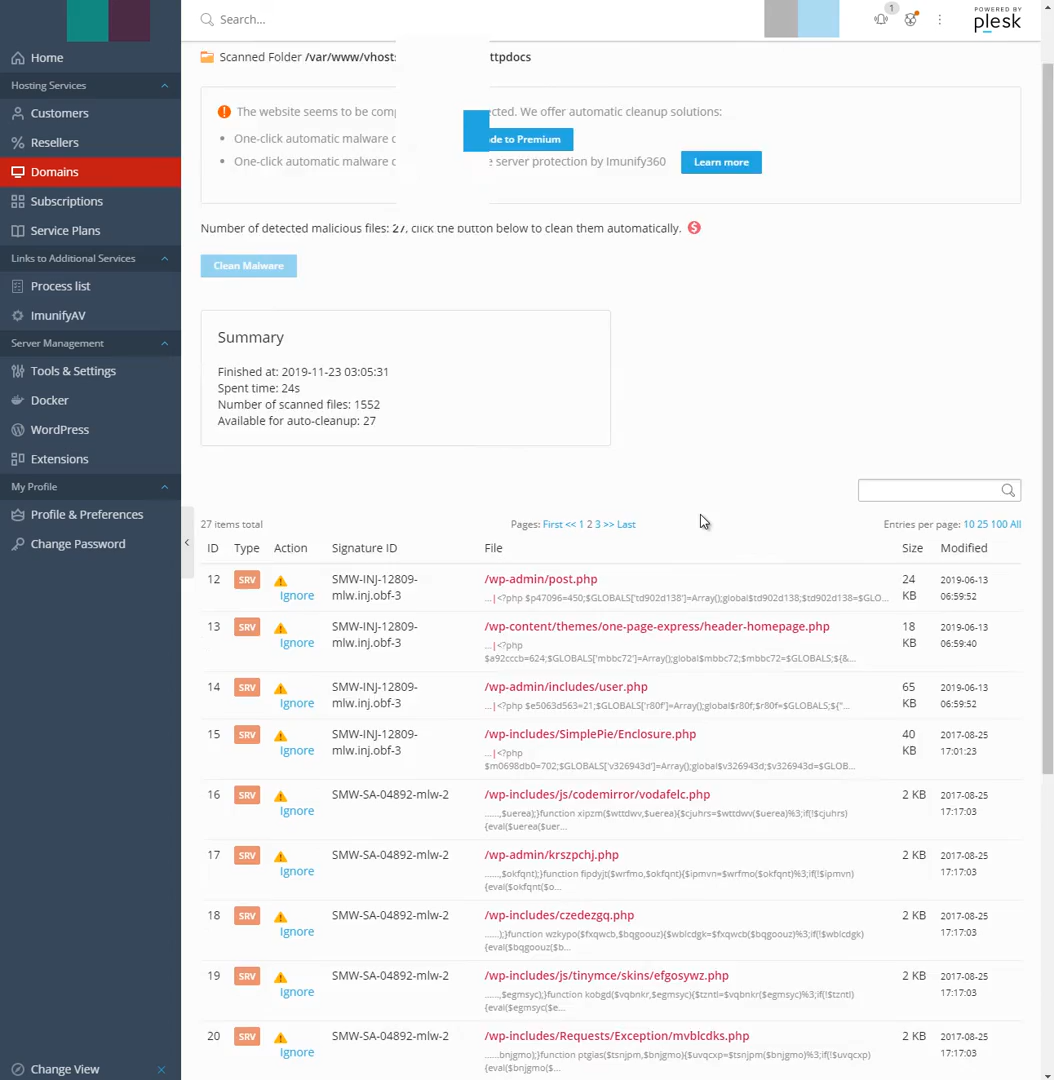 Search...
1
POWERED BY
plesk
Home
Hosting Services
Customers
Resellers
Domains
Subscriptions
Service Plans
Links to Additional Services
Process list
ImunifyAV
Server Management
Tools & Settings
Docker
WordPress
Extensions
My Profile
Profile & Preferences
Change Password
Change View
Scanned Folder /var/www/vhosts ttpdocs
The website seems to be comp ected. We offer automatic cleanup solutions:
One-click automatic malware c de to Premium
One-click automatic malware c e server protection by Imunify360 Learn more
Number of detected malicious files: 27, click the button below to clean them automatically. $
Clean Malware
Summary
Finished at: 2019-11-23 03:05:31
Spent time: 24s
Number of scanned files: 1552
Available for auto-cleanup: 27
27 items total Pages: First << 1 2 3 >> Last Entries per page: 10 25 100 All
ID Type Action Signature ID File Size Modified
12 SRV Ignore SMW-INJ-12809-mlw.inj.obf-3 /wp-admin/post.php 24 KB 2019-06-13 06:59:52
...|<?php $p47096=450;$GLOBALS['td902d138']=Array();global$td902d138;$td902d138=$GLO...
13 SRV Ignore SMW-INJ-12809-mlw.inj.obf-3 /wp-content/themes/one-page-express/header-homepage.php 18 KB 2019-06-13 06:59:40
...|<?php
$a92cccb=624;$GLOBALS['mbbc72']=Array();global$mbbc72;$mbbc72=$GLOBALS;${&...
14 SRV Ignore SMW-INJ-12809-mlw.inj.obf-3 /wp-admin/includes/user.php 65 KB 2019-06-13 06:59:52
...|<?php $e5063d563=21;$GLOBALS['r80f']=Array();global$r80f;$r80f=$GLOBALS;${"...
15 SRV Ignore SMW-INJ-12809-mlw.inj.obf-3 /wp-includes/SimplePie/Enclosure.php 40 KB 2017-08-25 17:01:23
...|<?php
$m0698db0=702;$GLOBALS['v326943d']=Array();global$v326943d;$v326943d=$GLOB...
16 SRV Ignore SMW-SA-04892-mlw-2 /wp-includes/js/codemirror/vodafelc.php 2 KB 2017-08-25 17:17:03
......,$uerea);}function xipzm($wttdwv,$uerea){$cjuhrs=$wttdwv($uerea)%3;if(!$cjuhrs)
{eval($uerea($uer...
17 SRV Ignore SMW-SA-04892-mlw-2 /wp-admin/krszpchj.php 2 KB 2017-08-25 17:17:03
......,$okfqnt);}function fipdyjt($wrfmo,$okfqnt){$ipmvn=$wrfmo($okfqnt)%3;if(!$ipmvn)
{eval($okfqnt($o...
18 SRV Ignore SMW-SA-04892-mlw-2 /wp-includes/czedezgq.php 2 KB 2017-08-25 17:17:03
......);}function wzkypo($fxqwcb,$bqgoouz){$wblcdgk=$fxqwcb($bqgoouz)%3;if(!$wblcdgk)
{eval($bqgoouz($b...
19 SRV Ignore SMW-SA-04892-mlw-2 /wp-includes/js/tinymce/skins/efgosywz.php 2 KB 2017-08-25 17:17:03
......,$egmsyc);}function kobgd($vqbnkr,$egmsyc){$tzntl=$vqbnkr($egmsyc)%3;if(!$tzntl)
{eval($egmsyc($e...
20 SRV Ignore SMW-SA-04892-mlw-2 /wp-includes/Requests/Exception/mvblcdks.php 2 KB 2017-08-25 17:17:03
......bnjgmo);}function ptgias($tsnjpm,$bnjgmo){$uvqcxp=$tsnjpm($bnjgmo)%3;if(!$uvqcxp)
{eval($bnjgmo($...